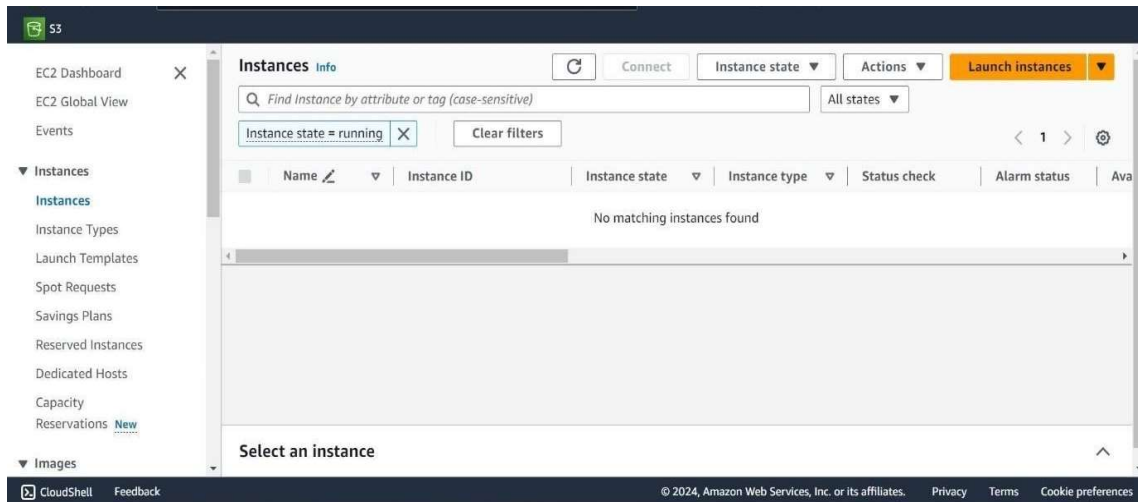 S3
EC2 Dashboard
EC2 Global View
Events
Instances
Instances
Instance Types
Launch Templates
Spot Requests
Savings Plans
Reserved Instances
Dedicated Hosts
Capacity
Reservations New
Images
Instances Info
Connect
Instance state
Actions
Launch instances
Find Instance by attribute or tag (case-sensitive)
All states
Instance state = running
Clear filters
1
Name
Instance ID
Instance state
Instance type
Status check
Alarm status
Ava
No matching instances found
Select an instance
CloudShell
Feedback
© 2024, Amazon Web Services, Inc. or its affiliates.
Privacy
Terms
Cookie preferences